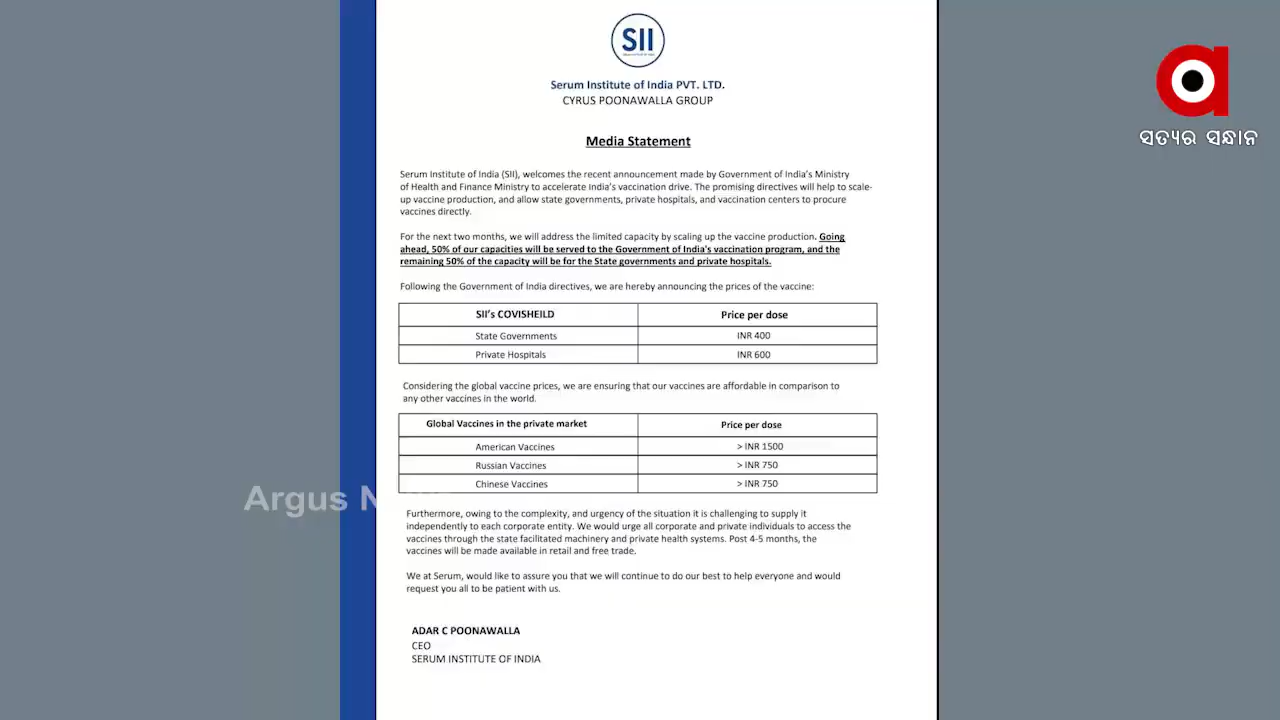 SII
Serum Institute of India PVT. LTD.
CYRUS POONAWALLA GROUP
ସତ୍ୟର ସନ୍ଧାନ
Media Statement
Serum Institute of India (SII), welcomes the recent announcement made by Government of India's Ministry
of Health and Finance Ministry to accelerate India's vaccination drive. The promising directives will help to scale-
up vaccine production, and allow state governments, private hospitals, and vaccination centers to procure
vaccines directly.
For the next two months, we will address the limited capacity by scaling up the vaccine production. Going
ahead, 50% of our capacities will be served to the Government of India's vaccination program, and the
remaining 50% of the capacity will be for the State governments and private hospitals.
Following the Government of India directives, we are hereby announcing the prices of the vaccine:
SII's COVISHEILD Price per dose
State Governments INR 400
Private Hospitals INR 600
Considering the global vaccine prices, we are ensuring that our vaccines are affordable in comparison to
any other vaccines in the world.
Global Vaccines in the private market Price per dose
American Vaccines > INR 1500
Russian Vaccines > INR 750
Chinese Vaccines > INR 750
Argus
Furthermore, owing to the complexity, and urgency of the situation it is challenging to supply it
independently to each corporate entity. We would urge all corporate and private individuals to access the
vaccines through the state facilitated machinery and private health systems. Post 4-5 months, the
vaccines will be made available in retail and free trade.
We at Serum, would like to assure you that we will continue to do our best to help everyone and would
request you all to be patient with us.
ADAR C POONAWALLA
CEO
SERUM INSTITUTE OF INDIA